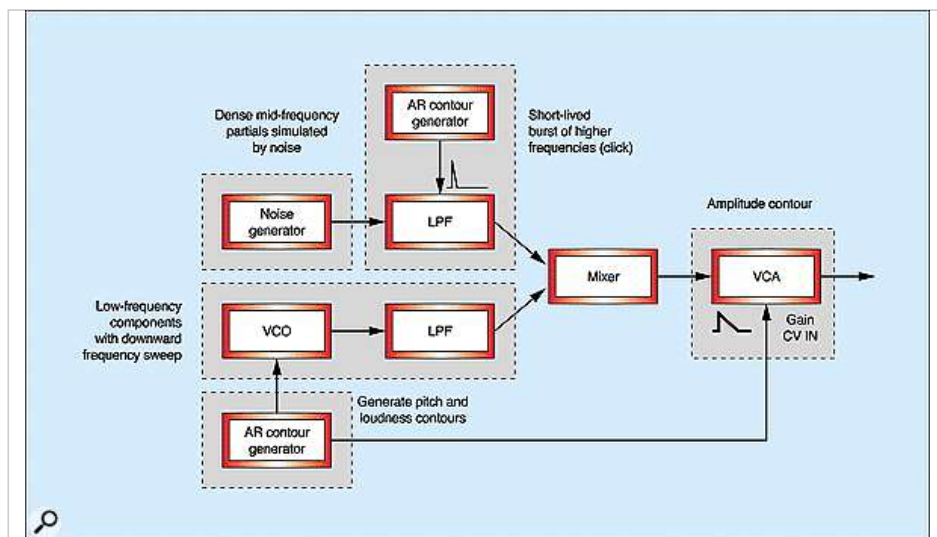 AR contour
generator
Dense mid-frequency
partials simulated
by noise
Short-lived
burst of higher
frequencies (click)
Noise
generator
LPF
Amplitude contour
Mixer
VCA
Low-frequency
components
with downward
frequency sweep
VCO
LPF
Gain
CV IN
Generate pitch and
loudness contours
AR contour
generator